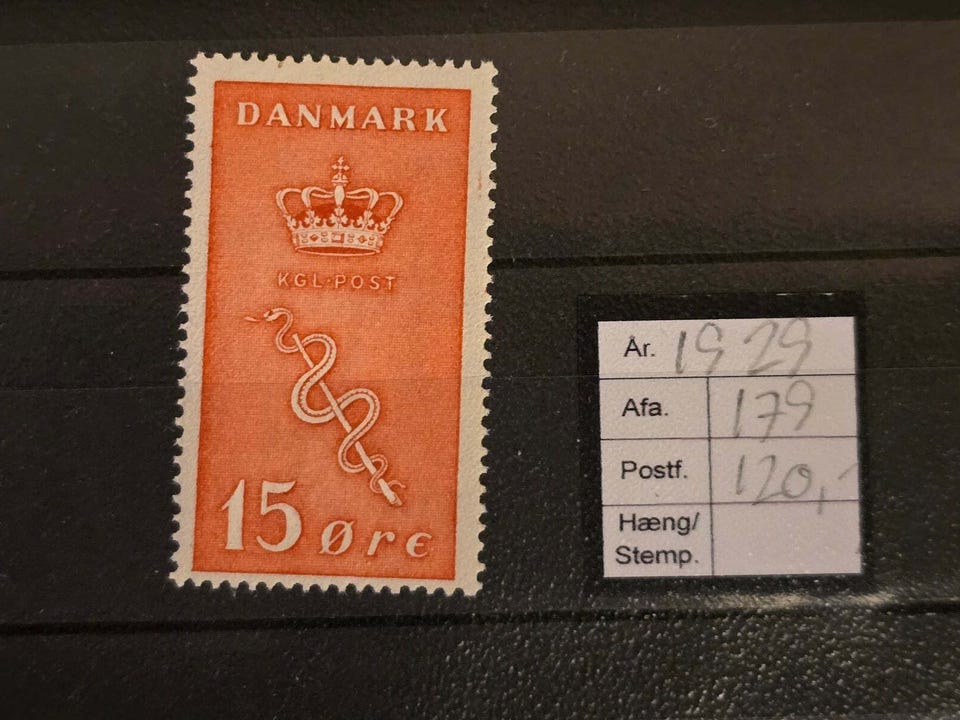 DANMARK
KGL·POST
15 Øre
År. 1929
Afa. 179
Postf. 120,-
Hæng/
Stemp.